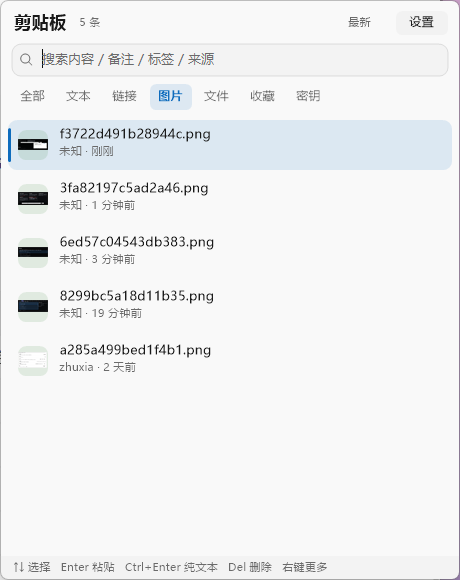 剪贴板 5 条 最新 设置
搜索内容 / 备注 / 标签 / 来源
全部 文本 链接 图片 文件 收藏 密钥
f3722d491b28944c.png
未知 · 刚刚
3fa82197c5ad2a46.png
未知 · 1 分钟前
6ed57c04543db383.png
未知 · 3 分钟前
8299bc5a18d11b35.png
未知 · 19 分钟前
a285a499bed1f4b1.png
zhuxia · 2 天前
↑↓ 选择 Enter 粘贴 Ctrl+Enter 纯文本 Del 删除 右键更多